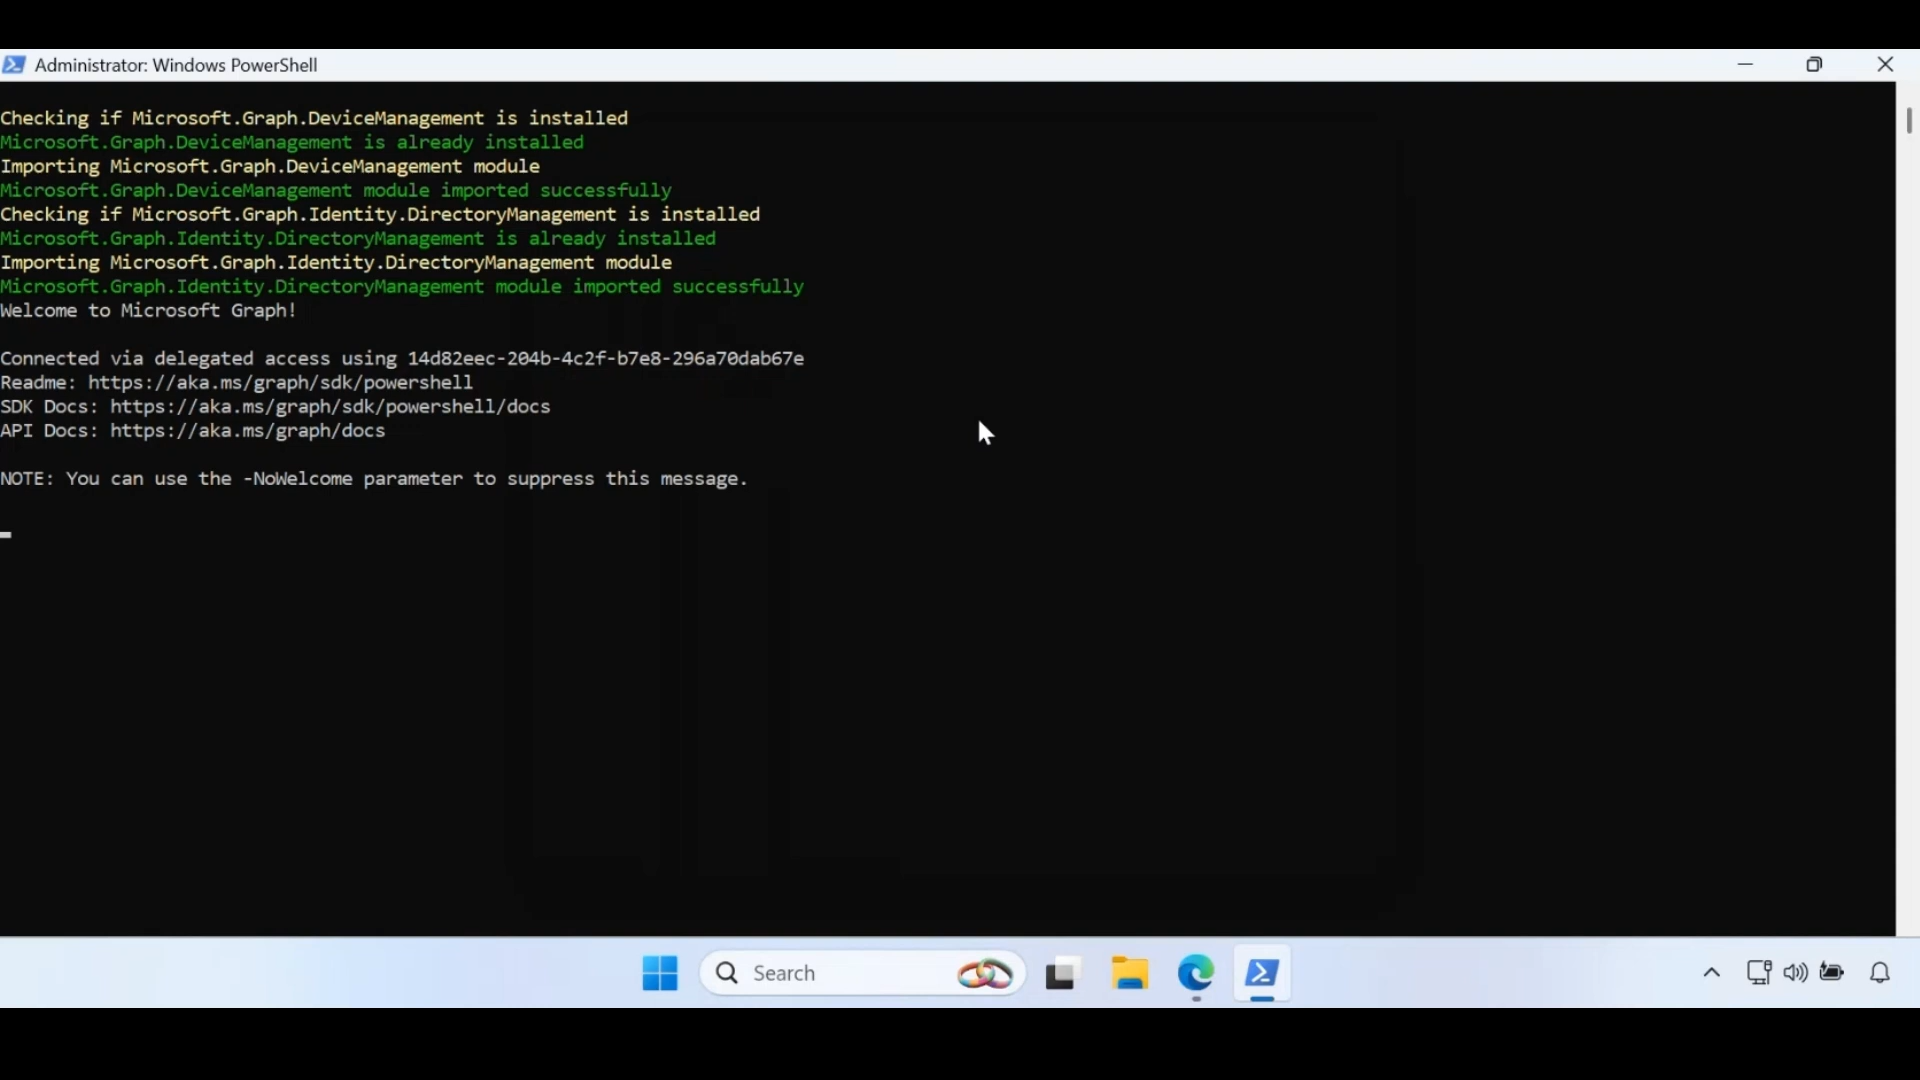 Administrator: Windows PowerShell
Checking if Microsoft.Graph.DeviceManagement is installed
Microsoft.Graph.DeviceManagement is already installed
Importing Microsoft.Graph.DeviceManagement module
Microsoft.Graph.DeviceManagement module imported successfully
Checking if Microsoft.Graph.Identity.DirectoryManagement is installed
Microsoft.Graph.Identity.DirectoryManagement is already installed
Importing Microsoft.Graph.Identity.DirectoryManagement module
Microsoft.Graph.Identity.DirectoryManagement module imported successfully
Welcome to Microsoft Graph!
Connected via delegated access using 14d82eec-204b-4c2f-b7e8-296a70dab67e
Readme: https://aka.ms/graph/sdk/powershell
SDK Docs: https://aka.ms/graph/sdk/powershell/docs
API Docs: https://aka.ms/graph/docs
NOTE: You can use the -NoWelcome parameter to suppress this message.
Search